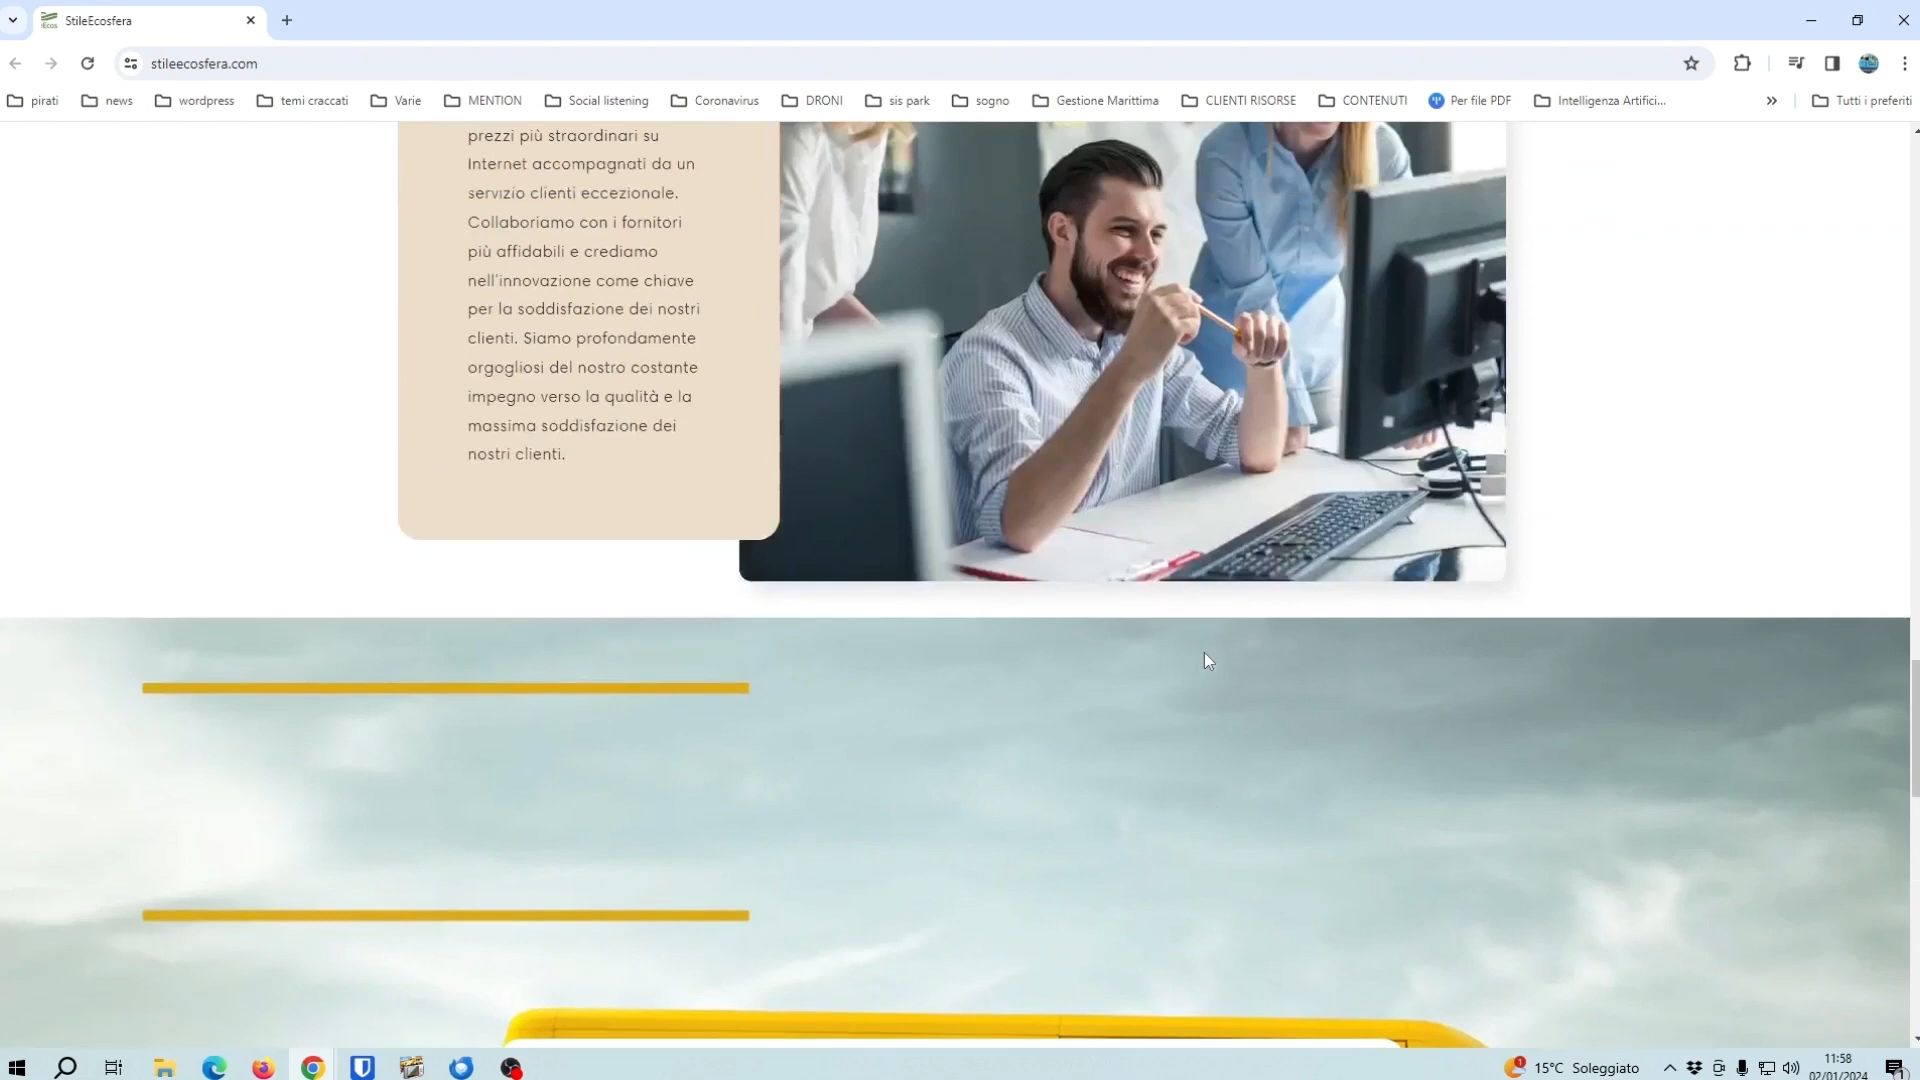 StileEcosfera
stileecosfera.com
pirati
news
wordpress
temi craccati
Varie
MENTION
Social listening
Coronavirus
DRONI
sis park
sogno
Gestione Marittima
CLIENTI RISORSE
CONTENUTI
Per file PDF
Intelligenza Artifici...
Tutti i preferiti
prezzi più straordinari su
Internet accompagnati da un
servizio clienti eccezionale.
Collaboriamo con i fornitori
più affidabili e crediamo
nell'innovazione come chiave
per la soddisfazione dei nostri
clienti. Siamo profondamente
orgogliosi del nostro costante
impegno verso la qualità e la
massima soddisfazione dei
nostri clienti.
15°C Soleggiato
11:58
02/01/2024